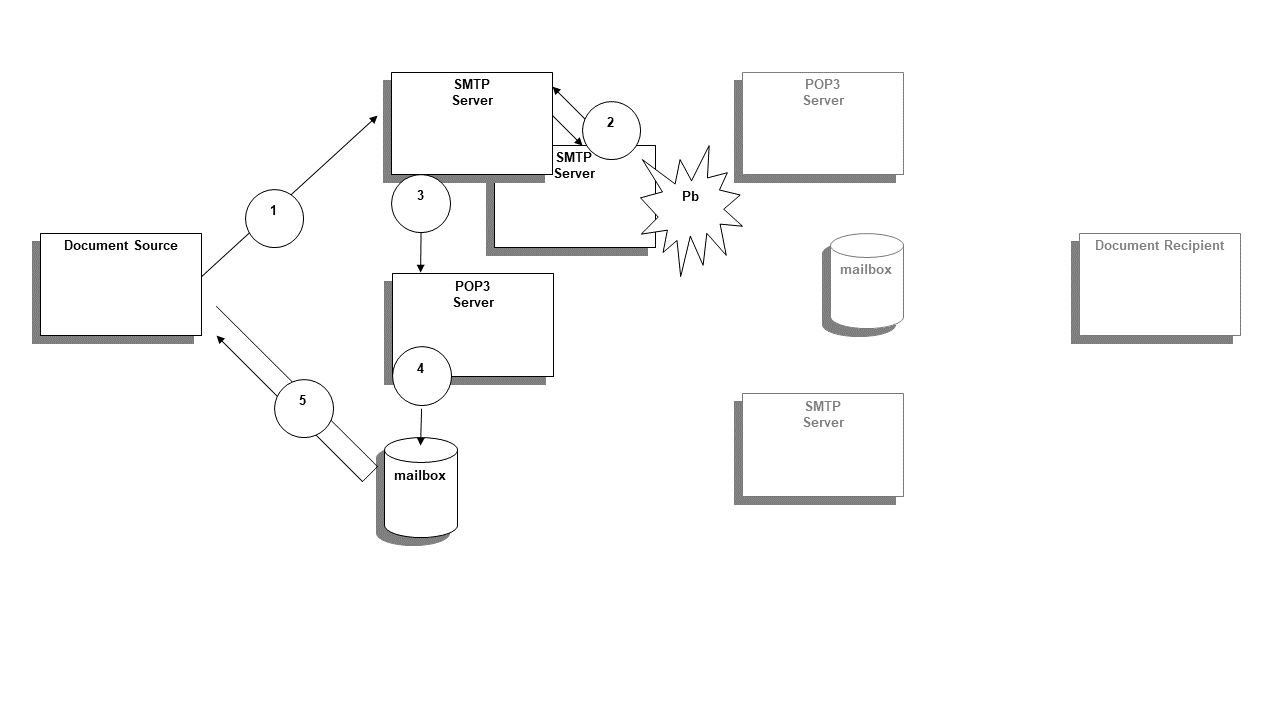 SMTP
Server
2
POP3
Server
SMTP
Server
3
Pb
1
Document Source
mailbox
Document Recipient
POP3
Server
4
5
SMTP
Server
mailbox